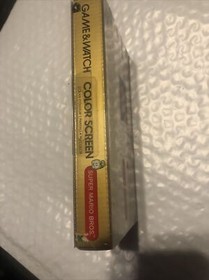 GAME&WATCH
COLOR SCREEN
SUPER MARIO BROS.